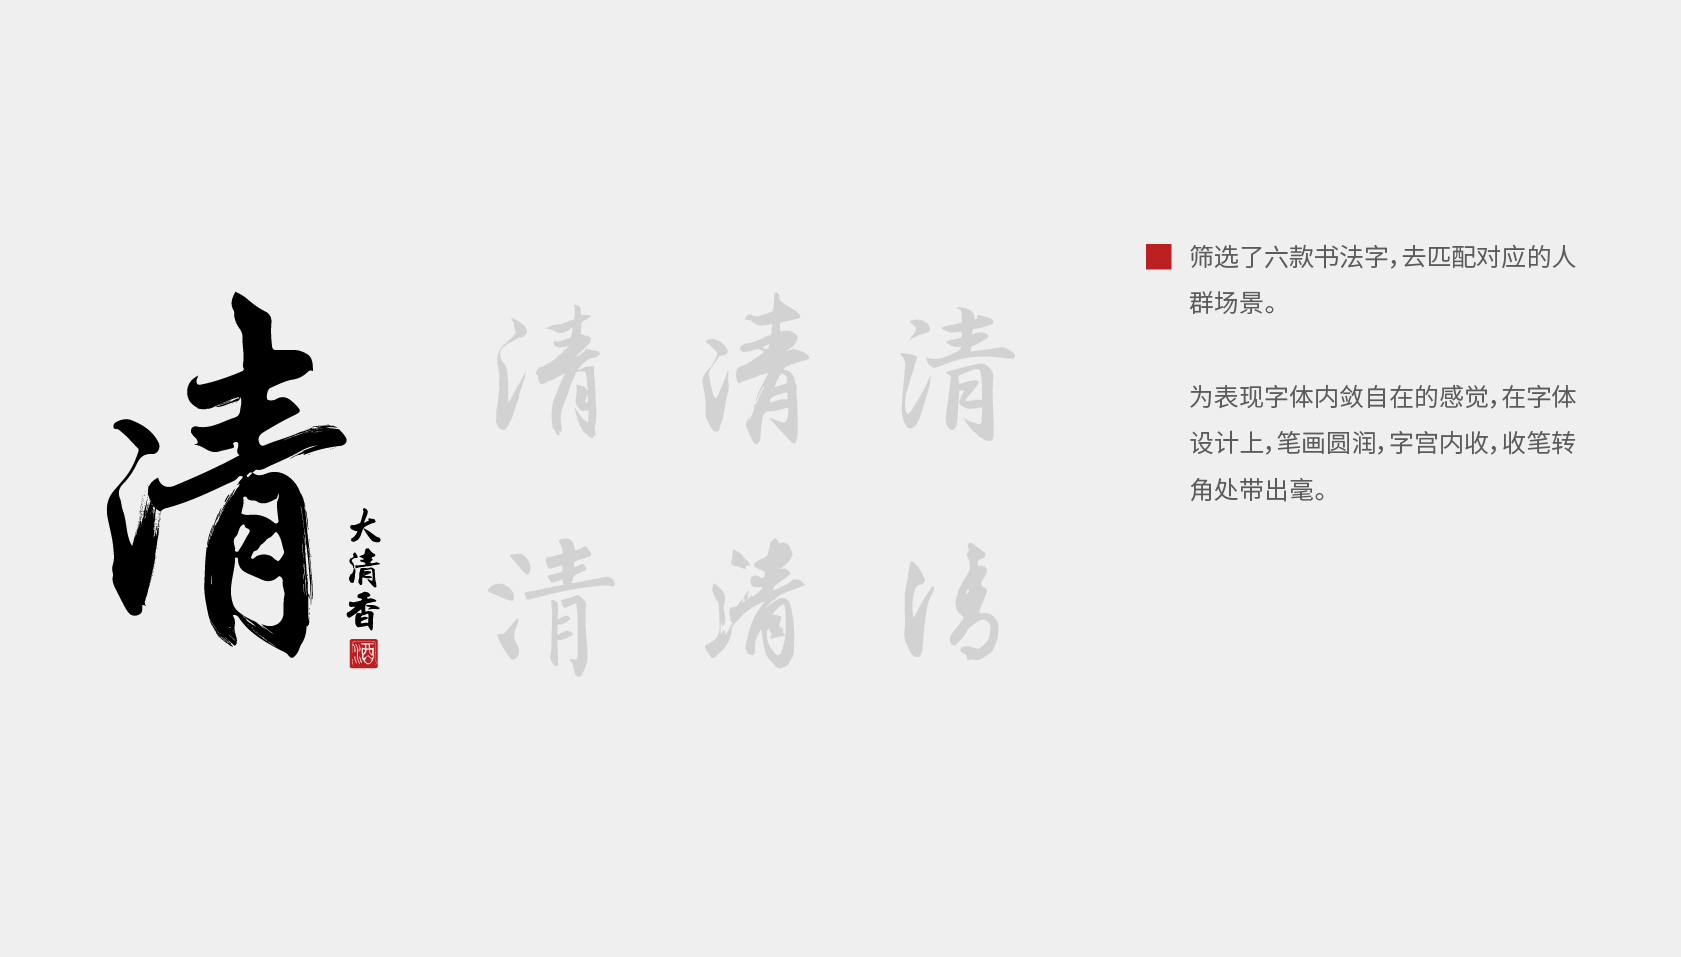 清
大清香
酒
清 清 清
清 清 清
筛选了六款书法字，去匹配对应的人
群场景。
为表现字体内敛自在的感觉，在字体
设计上，笔画圆润，字宫内收，收笔转
角处带出毫。